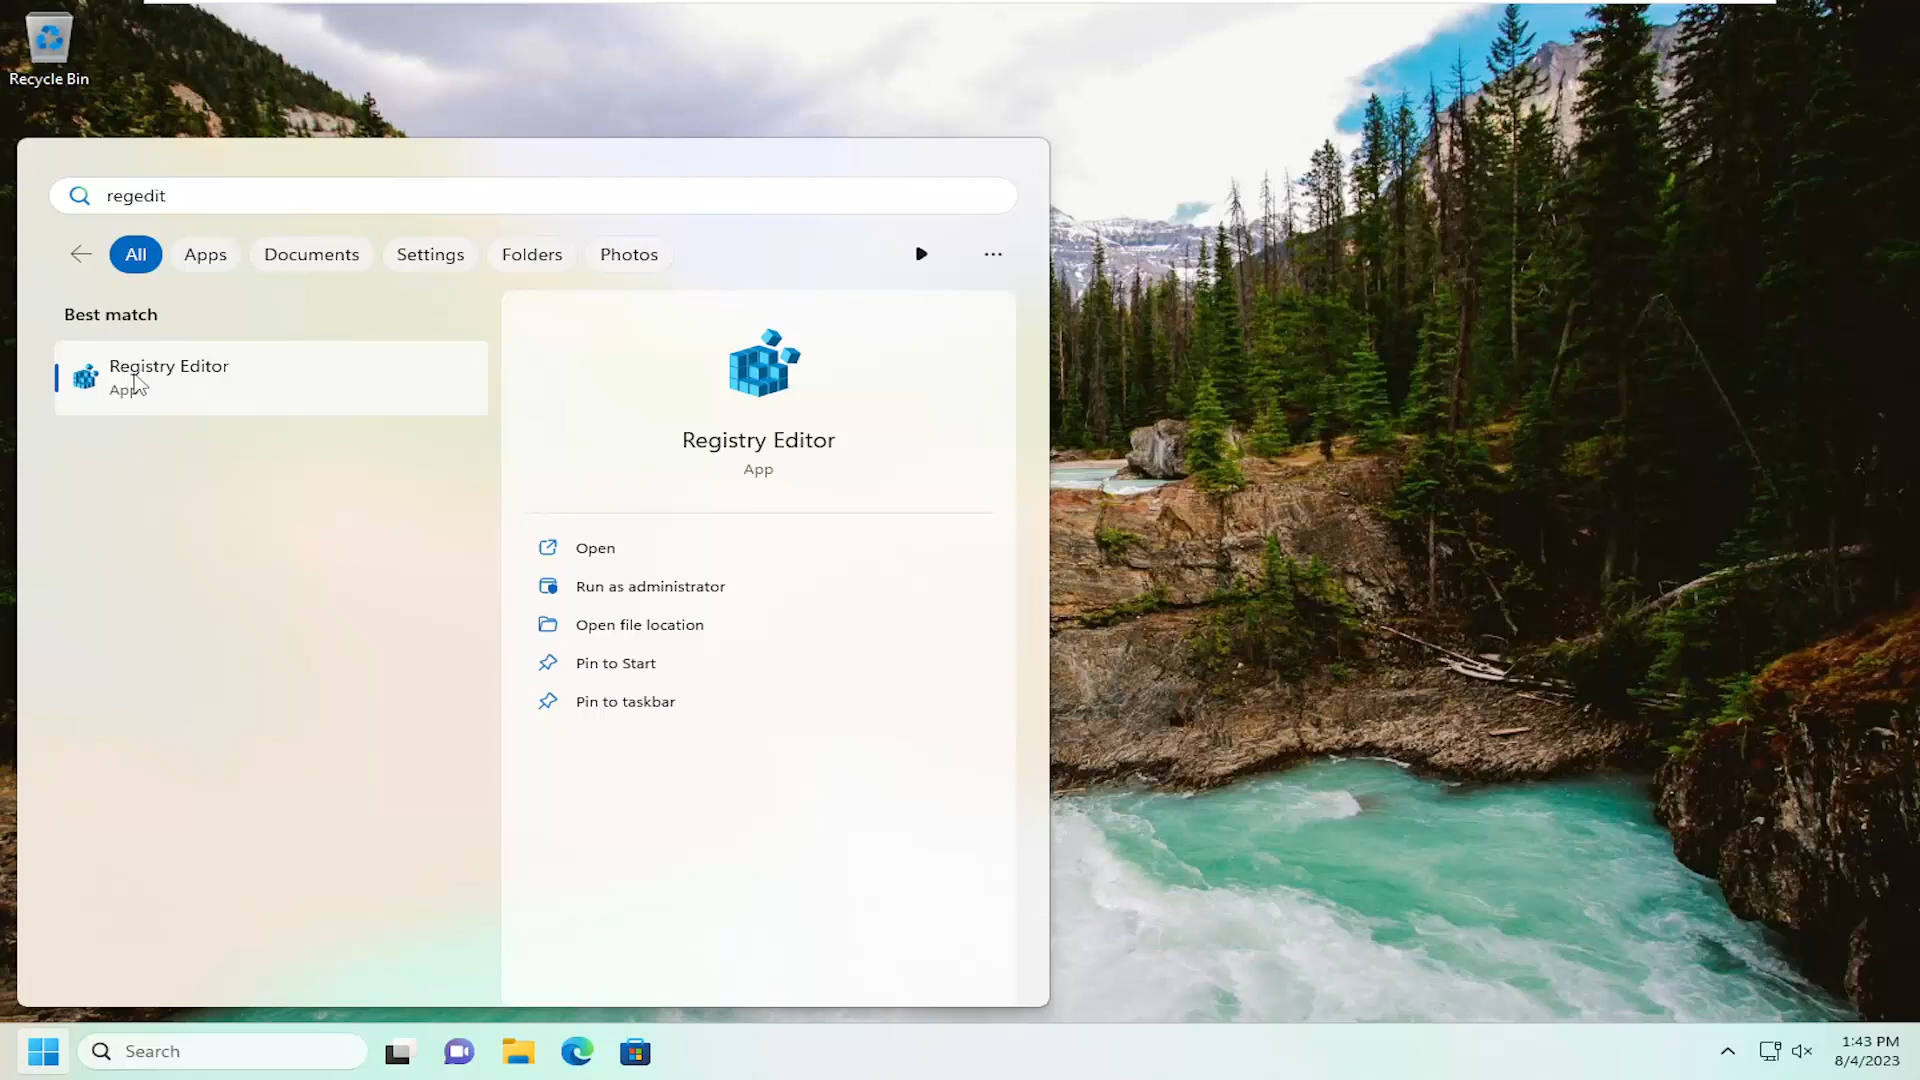 Recycle Bin
regedit
All
Apps
Documents
Settings
Folders
Photos
Best match
Registry Editor
App
Registry Editor
App
Open
Run as administrator
Open file location
Pin to Start
Pin to taskbar
Search
1:43 PM
8/4/2023